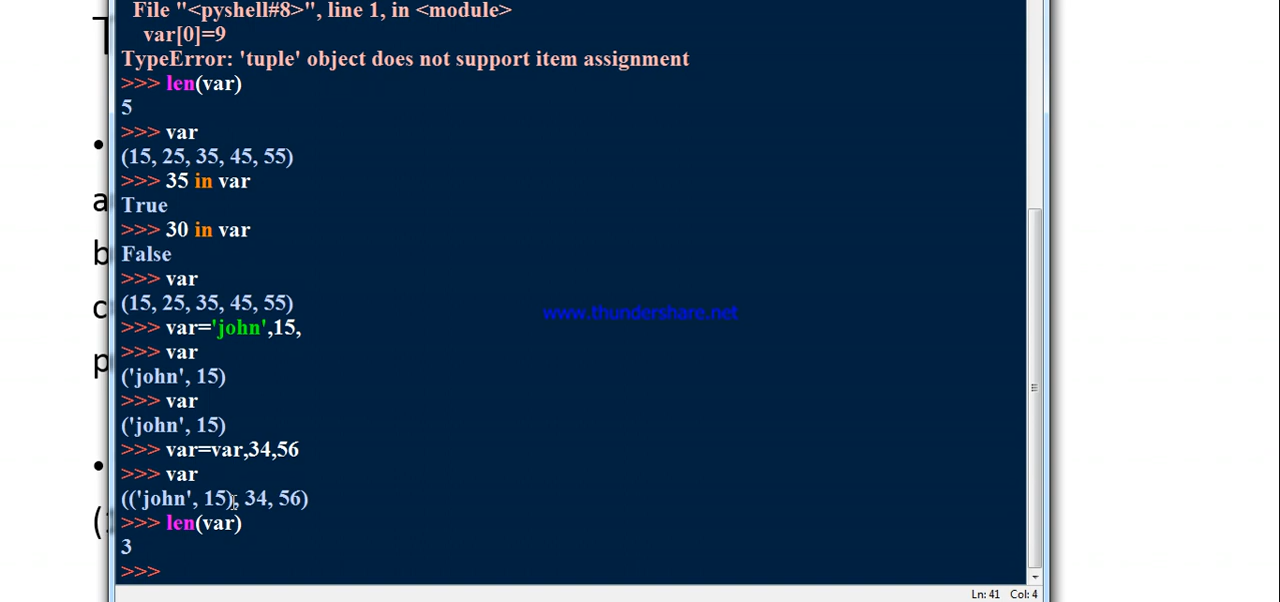 File "<pyshell#8>", line 1, in <module>
var[0]=9
TypeError: 'tuple' object does not support item assignment
>>> len(var)
5
>>> var
(15, 25, 35, 45, 55)
>>> 35 in var
True
>>> 30 in var
False
>>> var
(15, 25, 35, 45, 55)
www.thundershare.net
>>> var='john',15,
>>> var
('john', 15)
>>> var
('john', 15)
>>> var=var,34,56
>>> var
(('john', 15), 34, 56)
>>> len(var)
3
>>>
Ln: 41 Col: 4